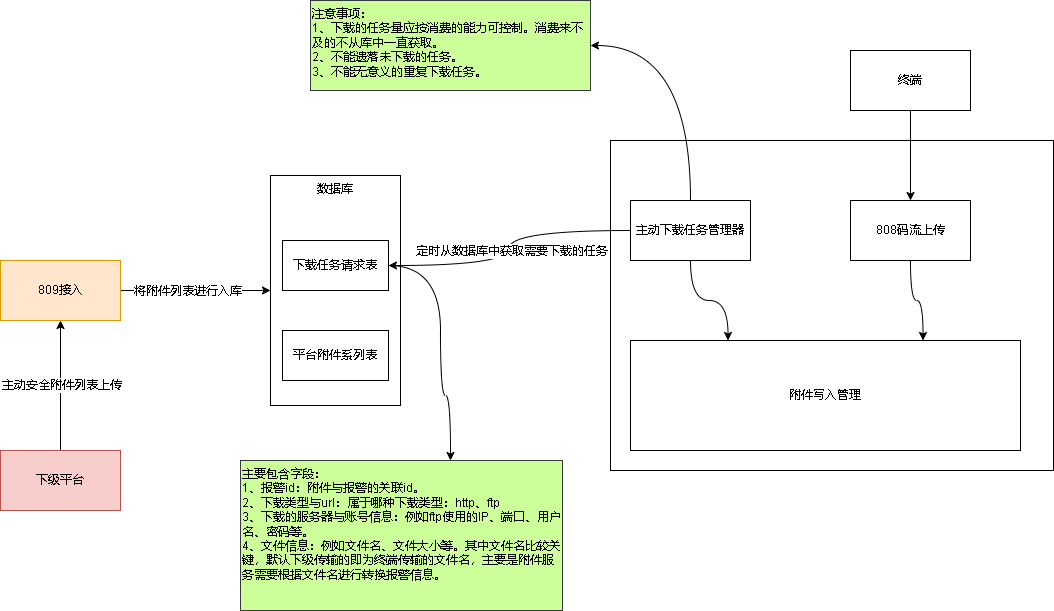 注意事项：
1、下载的任务量应按消费的能力可控制。消费来不
及的不从库中一直获取。
2、不能遗落未下载的任务。
3、不能无意义的重复下载任务。
终端
数据库
主动下载任务管理器
808码流上传
定时从数据库中获取需要下载的任务
下载任务请求表
809接入
将附件列表进行入库
平台附件系列表
主动安全附件列表上传
附件写入管理
下级平台
主要包含字段：
1、报警id：附件与报警的关联id。
2、下载类型与url：属于哪种下载类型：http、ftp
3、下载的服务器与账号信息：例如ftp使用的IP、端口、用户
名、密码等。
4、文件信息：例如文件名、文件大小等。其中文件名比较关
键，默认下级传输的即为终端传输的文件名，主要是附件服
务需要根据文件名进行转换报警信息。